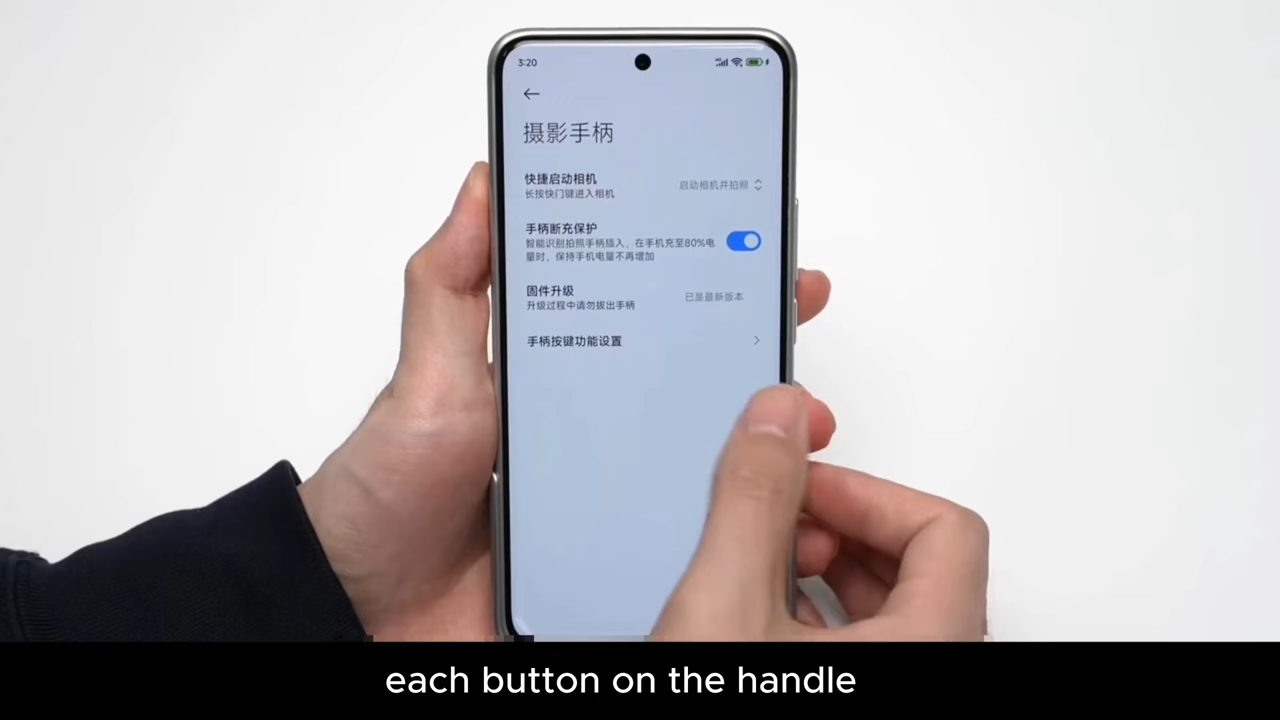 3:20
摄影手柄
快捷启动相机
长按快门键进入相机
启动相机并拍照
手柄断充保护
智能识别拍照手柄插入，在手机充至80%电
量时，保持手机电量不再增加
固件升级
升级过程中请勿拔出手柄
已是最新版本
手柄按键功能设置
each button on the handle